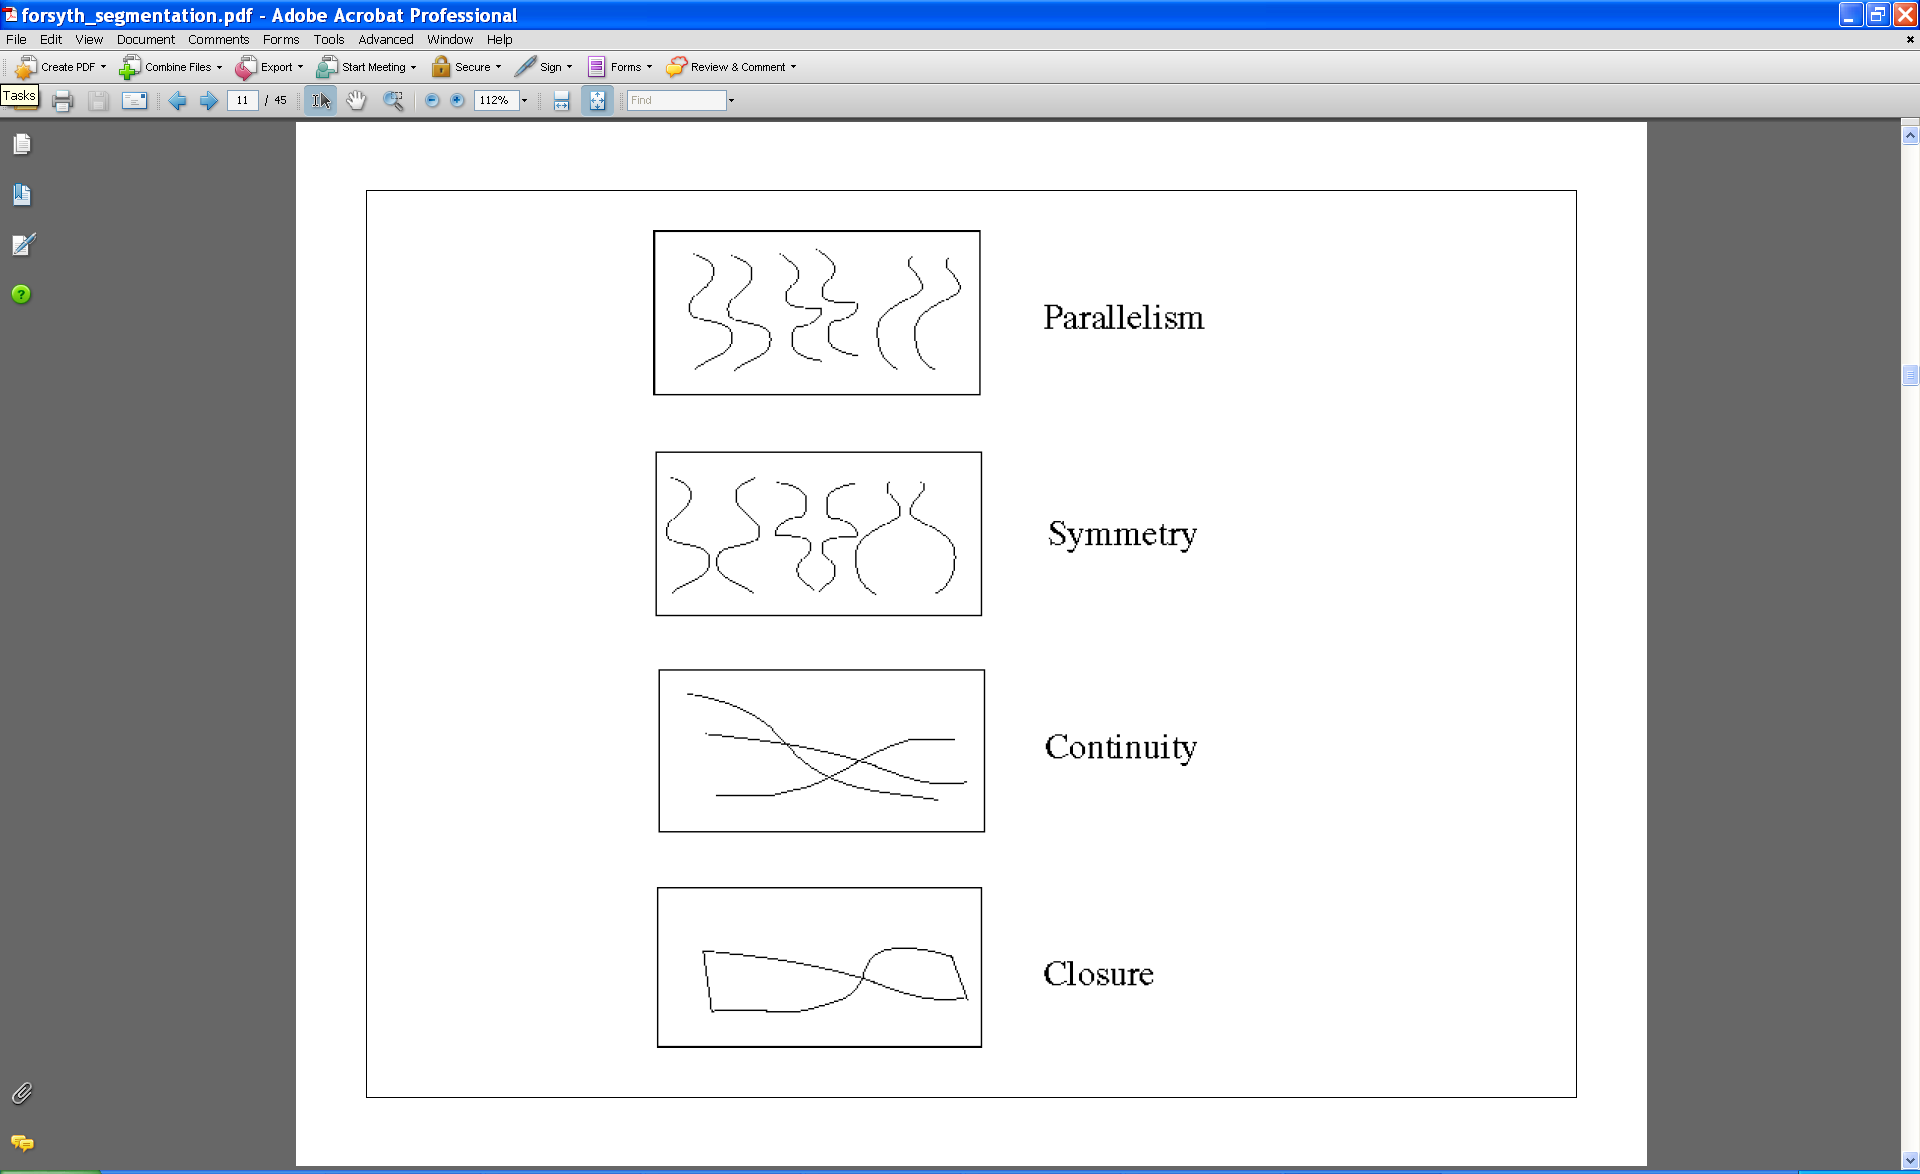 forsyth_segmentation.pdf - Adobe Acrobat Professional
File Edit View Document Comments Forms Tools Advanced Window Help
Create PDF Combine Files Export Start Meeting Secure Sign Forms Review & Comment
Tasks
11 / 45 112% Find
Parallelism
Symmetry
Continuity
Closure